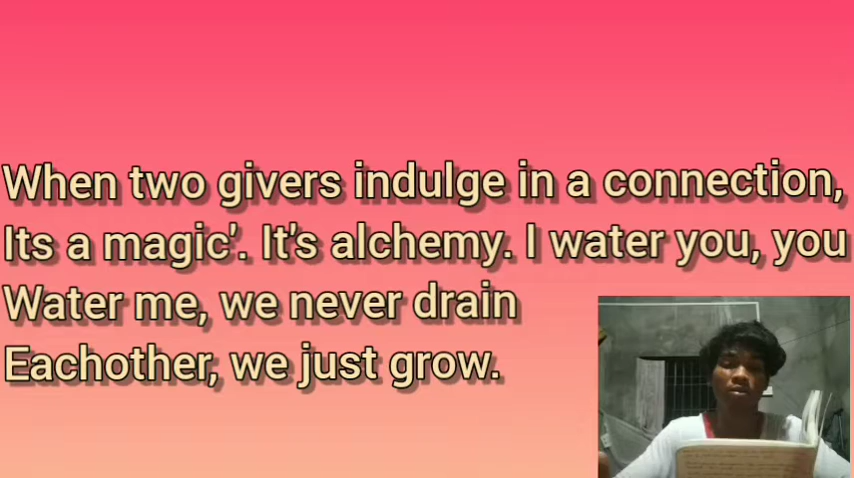 When two givers indulge in a connection,
Its a magic'. It's alchemy. I water you, you
Water me, we never drain
Eachother, we just grow.